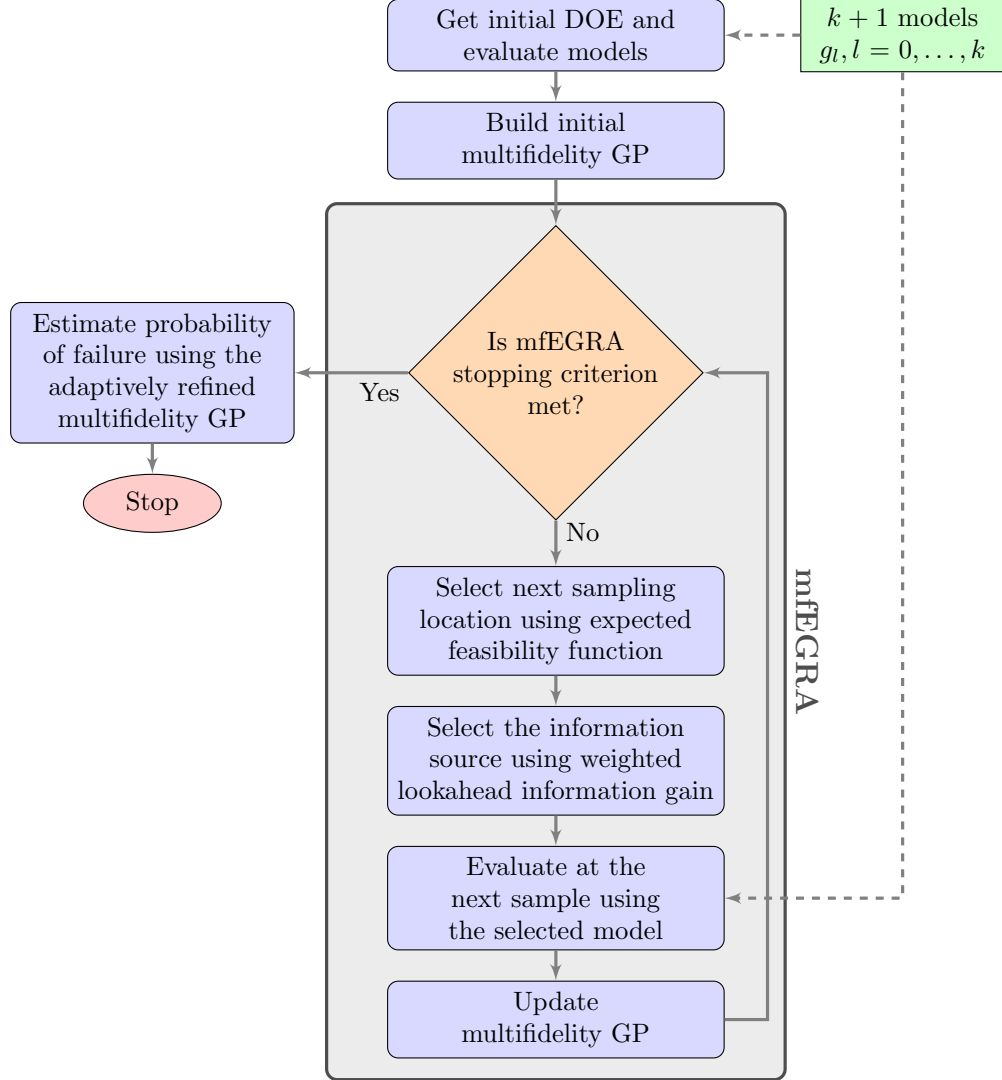 Get initial DOE and
evaluate models
k + 1 models
g_l, l = 0, . . . , k
Build initial
multifidelity GP
Is mfEGRA
stopping criterion
met?
Yes
Estimate probability
of failure using the
adaptively refined
multifidelity GP
Stop
No
Select next sampling
location using expected
feasibility function
mfEGRA
Select the information
source using weighted
lookahead information gain
Evaluate at the
next sample using
the selected model
Update
multifidelity GP